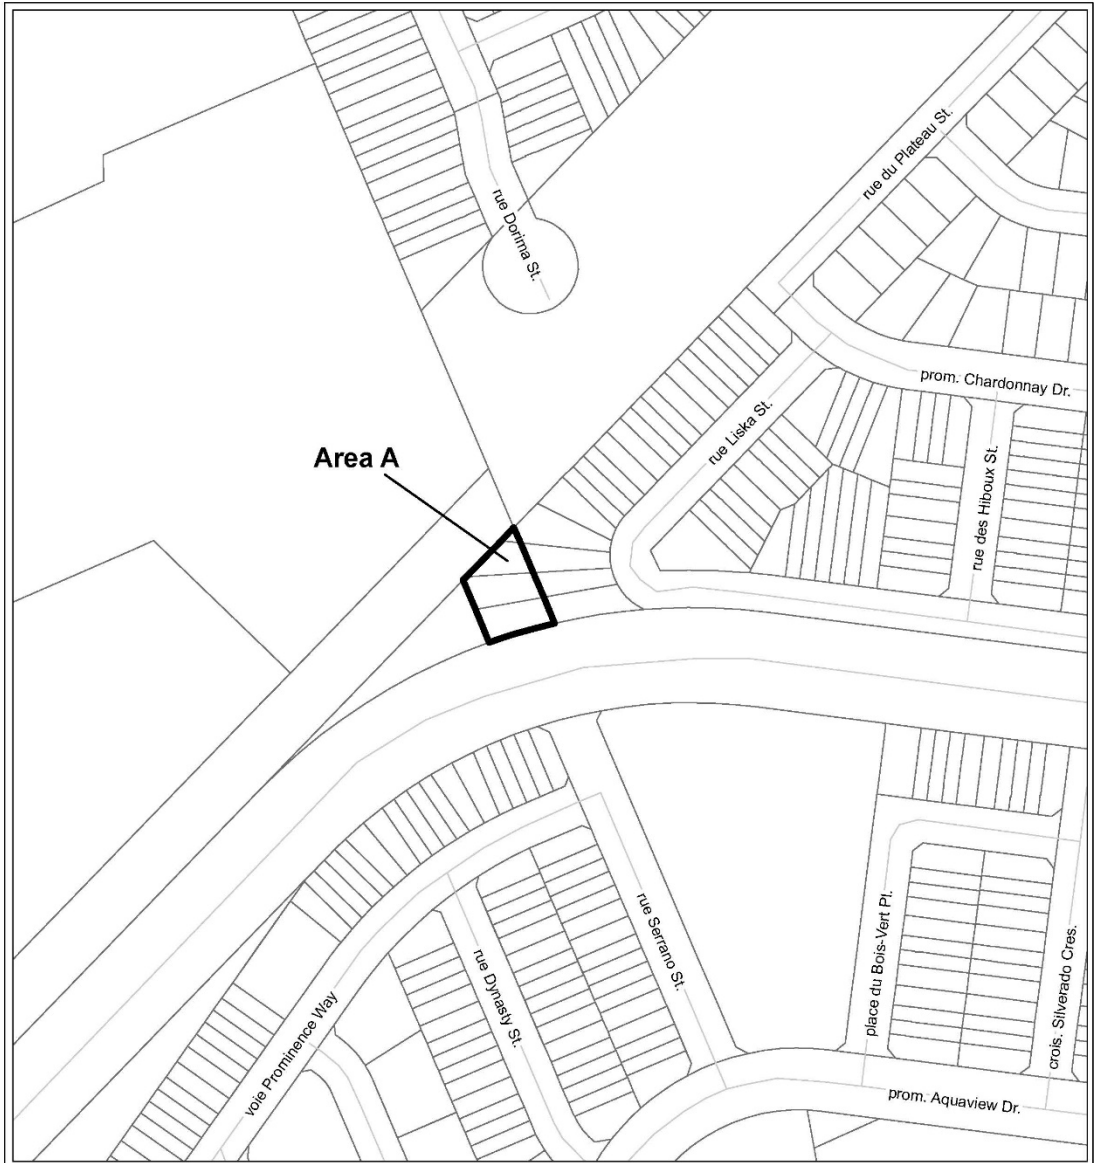 rue du Plateau St.
rue Dorima St.
prom. Chardonnay Dr.
rue Liska St.
Area A
rue des Hiboux St.
rue Serrano St.
place du Bois-Vert Pl.
rue Dynasty St.
crois. Silverado Cres.
voie Prominence Way
prom. Aquaview Dr.